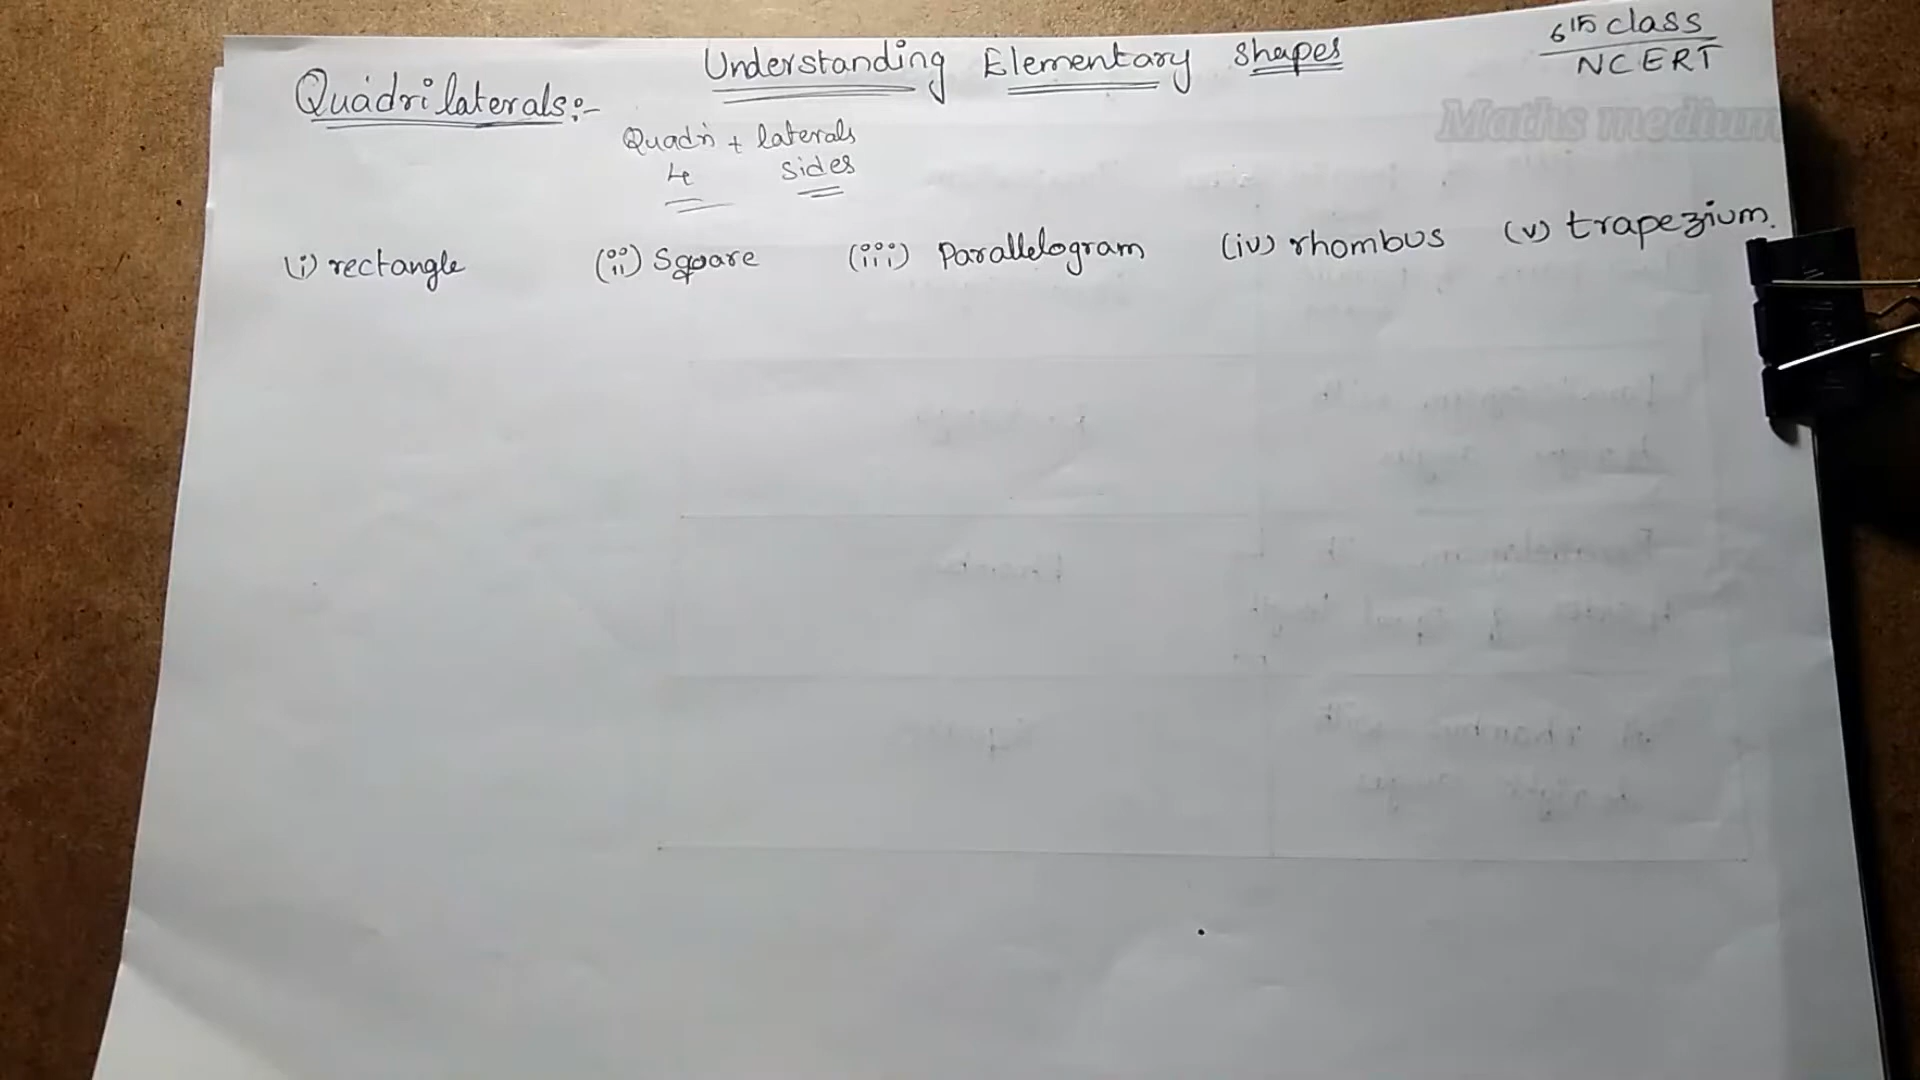 Understanding Elementary Shapes
6th class
NCERT
Maths medium
Quadrilaterals:-
Quadri + laterals
4 sides
(i) rectangle (ii) Square (iii) Parallelogram (iv) rhombus (v) trapezium.